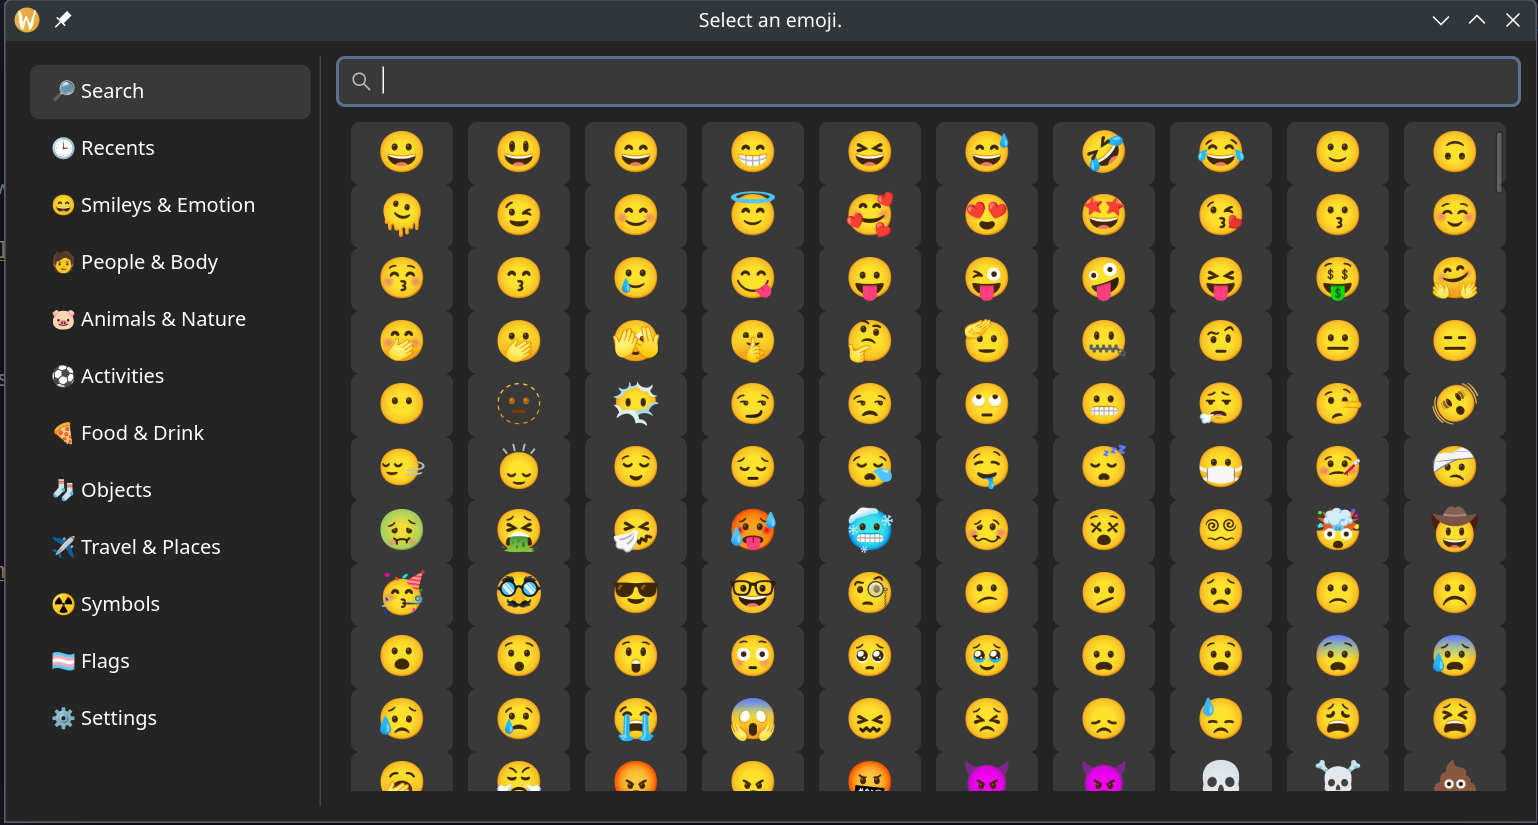 Select an emoji.
Search
Recents
Smileys & Emotion
People & Body
Animals & Nature
Activities
Food & Drink
Objects
Travel & Places
Symbols
Flags
Settings